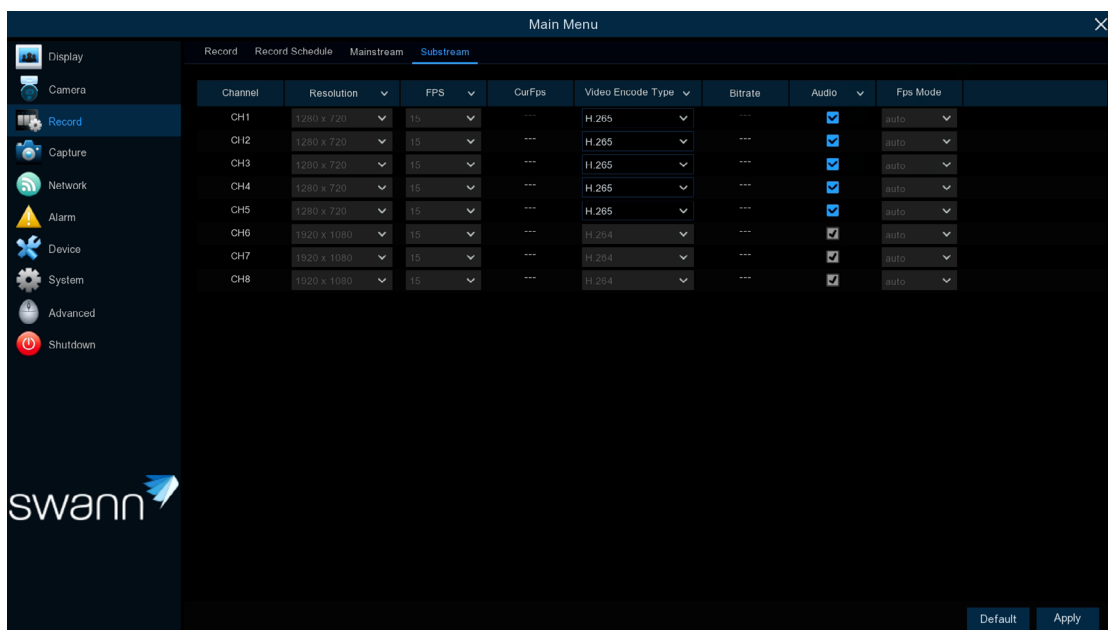 Main Menu
Display
Camera
Record
Capture
Network
Alarm
Device
System
Advanced
Shutdown
swann
Record Record Schedule Mainstream Substream
Channel Resolution FPS CurFps Video Encode Type Bitrate Audio Fps Mode
CH1 1280 x 720 15 --- H.265 --- auto
CH2 1280 x 720 15 --- H.265 --- auto
CH3 1280 x 720 15 --- H.265 --- auto
CH4 1280 x 720 15 --- H.265 --- auto
CH5 1280 x 720 15 --- H.265 --- auto
CH6 1920 x 1080 15 --- H.264 --- auto
CH7 1920 x 1080 15 --- H.264 --- auto
CH8 1920 x 1080 15 --- H.264 --- auto
Default Apply